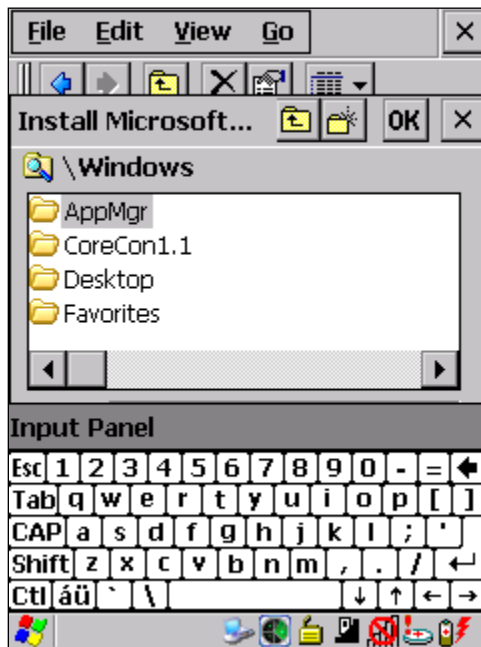 File Edit View Go
Install Microsoft... OK
\Windows
AppMgr
CoreCon1.1
Desktop
Favorites
Input Panel
Esc 1 2 3 4 5 6 7 8 9 0 - =
Tab q w e r t y u i o p [ ]
CAP a s d f g h j k l ; '
Shift z x c v b n m , . /
Ctl áü ` \